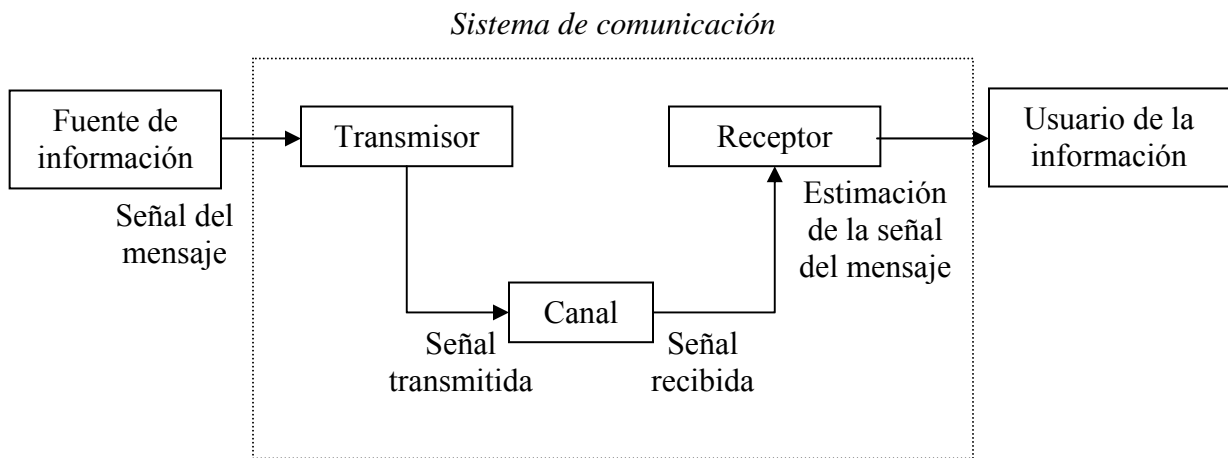 Sistema de comunicación
Fuente de
información
Señal del
mensaje
Transmisor
Señal
transmitida
Canal
Señal
recibida
Receptor
Estimación
de la señal
del mensaje
Usuario de la
información